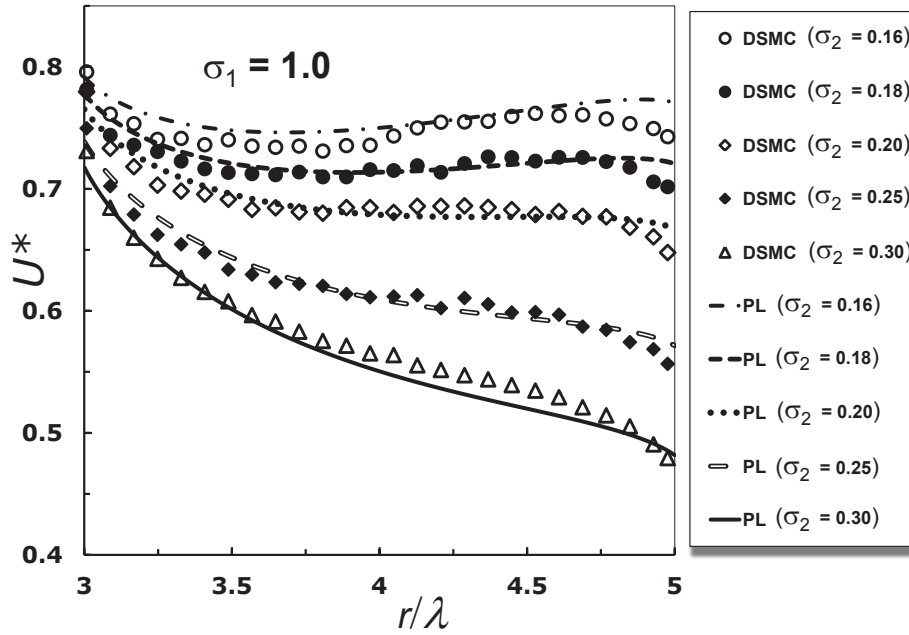 σ1 = 1.0
U*
0.8
0.7
0.6
0.5
0.4
3
3.5
4
4.5
5
r/λ
DSMC (σ2 = 0.16)
DSMC (σ2 = 0.18)
DSMC (σ2 = 0.20)
DSMC (σ2 = 0.25)
DSMC (σ2 = 0.30)
PL (σ2 = 0.16)
PL (σ2 = 0.18)
PL (σ2 = 0.20)
PL (σ2 = 0.25)
PL (σ2 = 0.30)